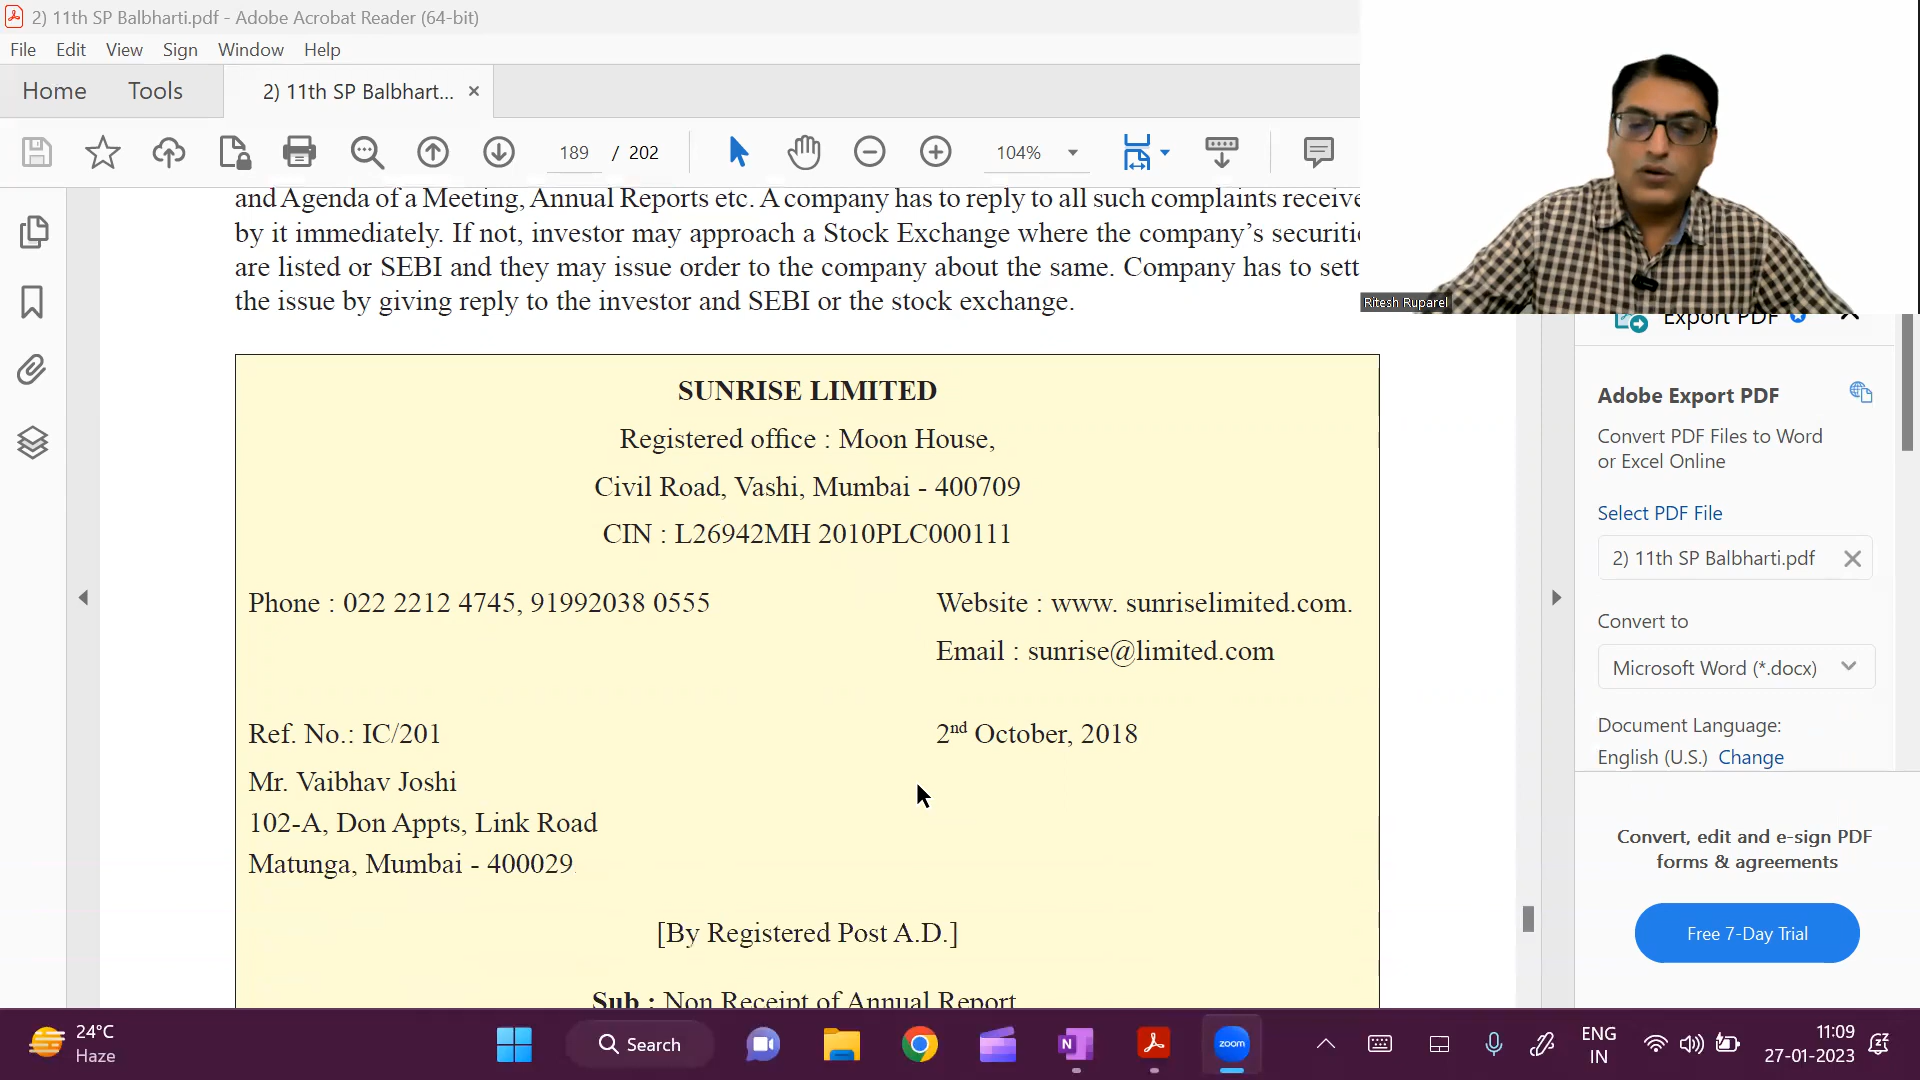 2) 11th SP Balbharti.pdf - Adobe Acrobat Reader (64-bit)
File Edit View Sign Window Help
Home Tools 2) 11th SP Balbhart... ×
189 / 202 104%
and Agenda of a Meeting, Annual Reports etc. A company has to reply to all such complaints receive
by it immediately. If not, investor may approach a Stock Exchange where the company's securitie
are listed or SEBI and they may issue order to the company about the same. Company has to sett
the issue by giving reply to the investor and SEBI or the stock exchange.
Ritesh Ruparel
SUNRISE LIMITED
Registered office : Moon House,
Civil Road, Vashi, Mumbai - 400709
CIN : L26942MH 2010PLC000111
Phone : 022 2212 4745, 91992038 0555 Website : www. sunriselimited.com.
Email : sunrise@limited.com
Ref. No.: IC/201 2nd October, 2018
Mr. Vaibhav Joshi
102-A, Don Appts, Link Road
Matunga, Mumbai - 400029
[By Registered Post A.D.]
Sub : Non Receipt of Annual Report
Export PDF
Adobe Export PDF
Convert PDF Files to Word
or Excel Online
Select PDF File
2) 11th SP Balbharti.pdf
Convert to
Microsoft Word (*.docx)
Document Language:
English (U.S.) Change
Convert, edit and e-sign PDF
forms & agreements
Free 7-Day Trial
24°C
Haze
Search
zoom
ENG
IN
11:09
27-01-2023